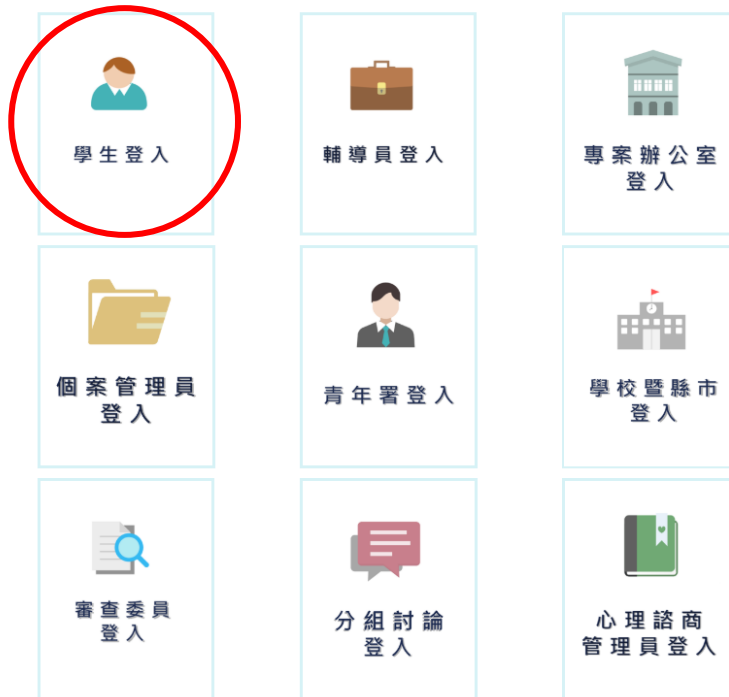 學生登入
輔導員登入
專案辦公室
登入
個案管理員
登入
青年署登入
學校暨縣市
登入
審查委員
登入
分組討論
登入
心理諮商
管理員登入